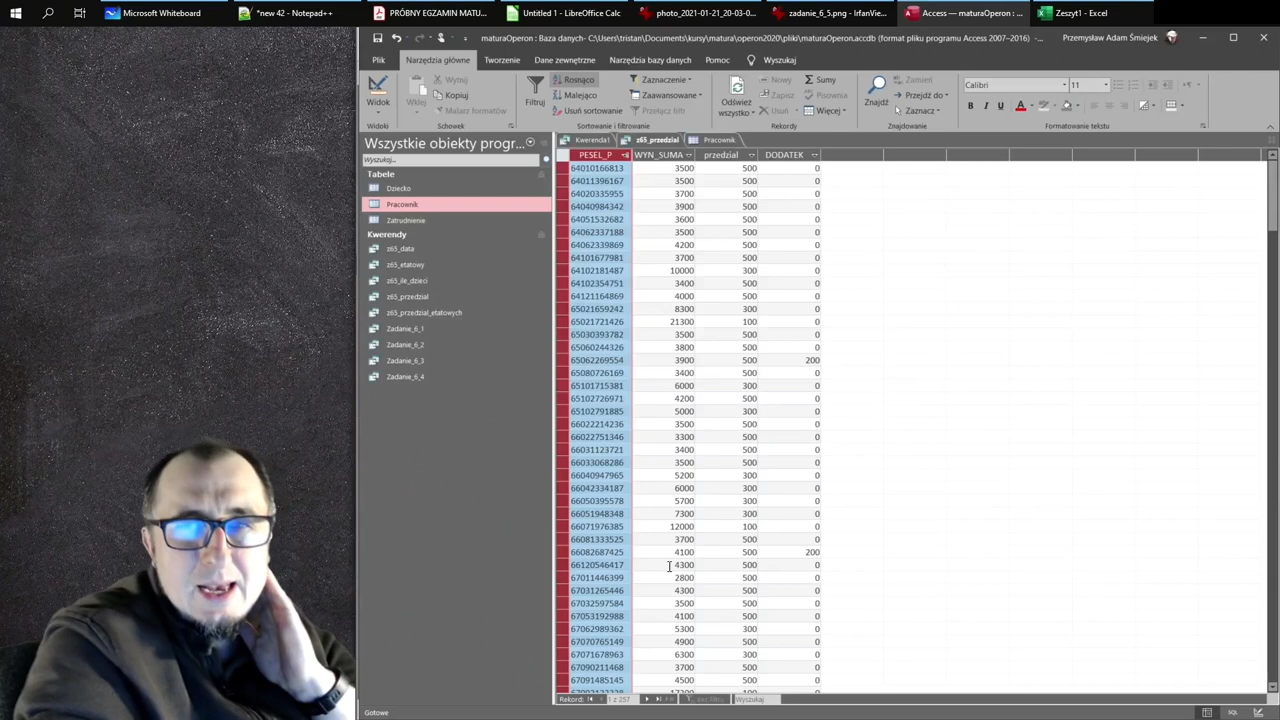 Microsoft Whiteboard
*new 42 - Notepad++
PRÓBNY EGZAMIN MATU...
Untitled 1 - LibreOffice Calc
photo_2021-01-21_20-03-0...
zadanie_6_5.png - IrfanVie...
Access — maturaOperon : ...
Zeszyt1 - Excel
maturaOperon : Baza danych- C:\Users\tristan\Documents\kursy\matura\operon2020\pliki\maturaOperon.accdb (format pliku programu Access 2007–2016) -...
Przemysław Adam Śmiejek
Plik
Narzędzia główne
Tworzenie
Dane zewnętrzne
Narzędzia bazy danych
Pomoc
Wyszukaj
Widok
Widoki
Wklej
Wytnij
Kopiuj
Malarz formatów
Schowek
Filtruj
Rosnąco
Malejąco
Usuń sortowanie
Zaznaczenie
Zaawansowane
Przełącz filtr
Sortowanie i filtrowanie
Odśwież
wszystko
Nowy
Zapisz
Usuń
Sumy
Pisownia
Więcej
Rekordy
Znajdź
Zamień
Przejdź do
Zaznacz
Znajdowanie
Calibri
11
B I U
Formatowanie tekstu
Wszystkie obiekty progr...
Wyszukaj...
Tabele
Dziecko
Pracownik
Zatrudnienie
Kwerendy
z65_data
z65_etatowy
z65_ile_dzieci
z65_przedzial
z65_przedzial_etatowych
Zadanie_6_1
Zadanie_6_2
Zadanie_6_3
Zadanie_6_4
Kwerenda1
z65_przedzial
Pracownik
PESEL_P WYN_SUMA przedzial DODATEK
64010166813 3500 500 0
64011396167 3500 500 0
64020335955 3700 500 0
64040984342 3900 500 0
64051532682 3600 500 0
64062337188 3500 500 0
64062339869 4200 500 0
64101677981 3700 500 0
64102181487 10000 300 0
64102354751 3400 500 0
64121164869 4000 500 0
65021659242 8300 300 0
65021721426 21300 100 0
65030393782 3500 500 0
65060244326 3800 500 0
65062269554 3900 500 200
65080726169 3400 500 0
65101715381 6000 300 0
65102726971 4200 500 0
65102791885 5000 300 0
66022214236 3500 500 0
66022751346 3300 500 0
66031123721 3400 500 0
66033068286 3500 500 0
66040947965 5200 300 0
66042334187 6000 300 0
66050395578 5700 300 0
66051948348 7300 300 0
66071976385 12000 100 0
66081333525 3700 500 0
66082687425 4100 500 200
66120546417 4300 500 0
67011446399 2800 500 0
67031265446 4300 500 0
67032597584 3500 500 0
67053192988 4100 500 0
67062989362 5300 300 0
67070765149 4900 500 0
67071678963 6300 300 0
67090211468 3700 500 0
67091485145 4500 500 0
Rekord: 1 z 257
Bez filtru
Wyszukaj
Gotowe
SQL